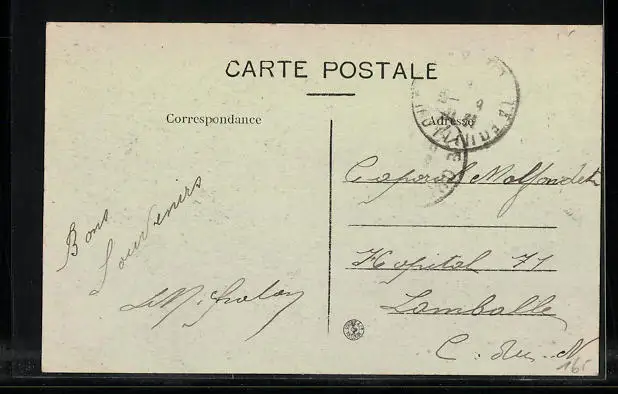 CARTE POSTALE
Correspondance
Adresse
Bons
Souvenirs
Caporal
Hopital 71
Lamballe
C. du. N